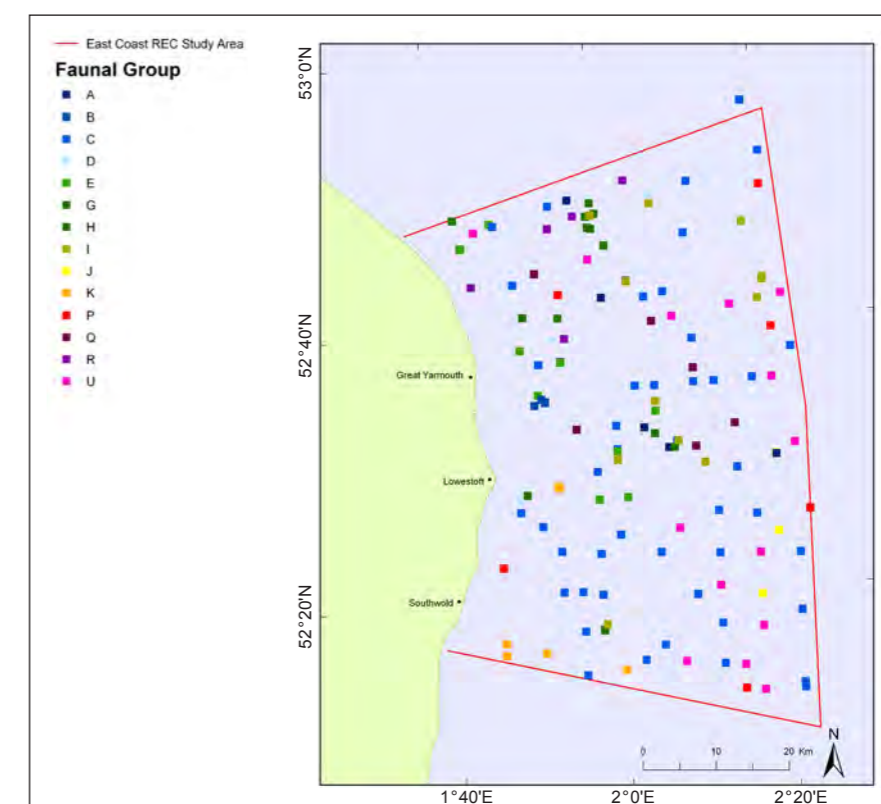 East Coast REC Study Area
Faunal Group
A
B
C
D
E
G
H
I
J
K
P
Q
R
U
53°0'N
52°40'N
52°20'N
Great Yarmouth
Lowestoft
Southwold
N
0 10 20 Km
1°40'E 2°0'E 2°20'E